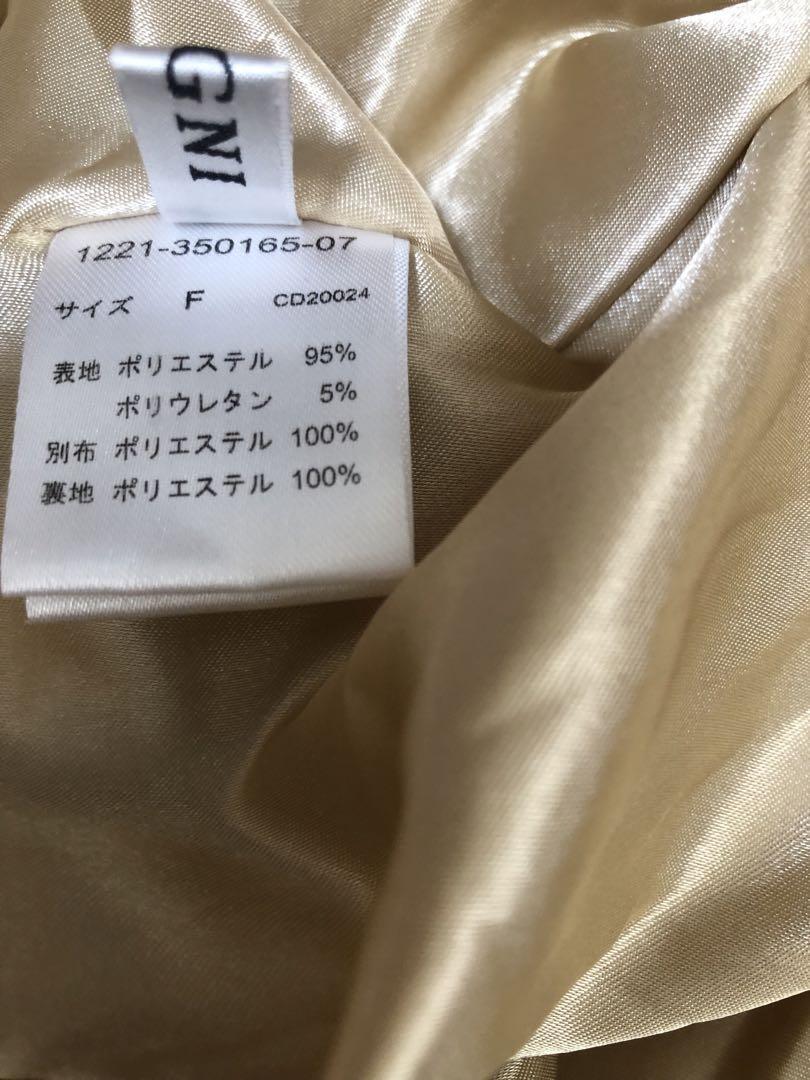 GNI
1221-350165-07
サイズ F CD20024
表地 ポリエステル 95%
ポリウレタン 5%
別布 ポリエステル 100%
裏地 ポリエステル 100%